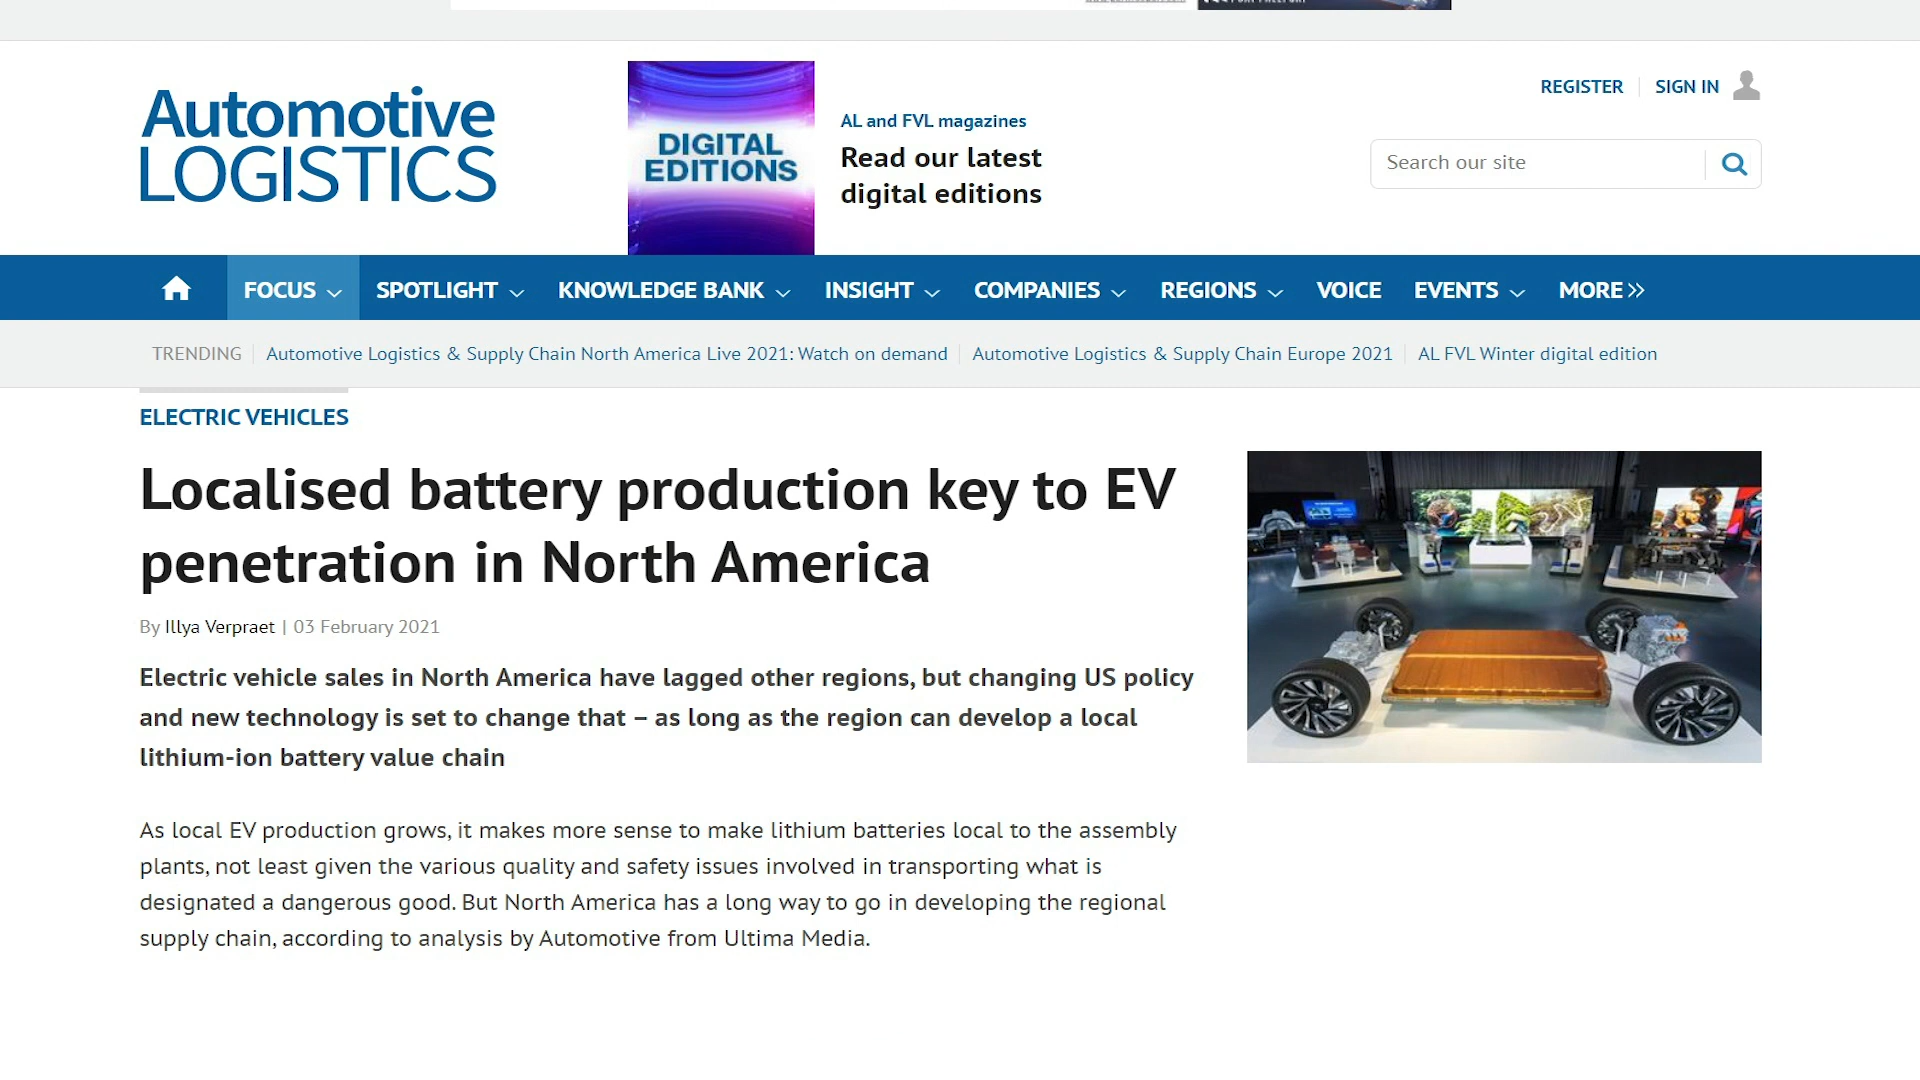 Automotive
LOGISTICS
DIGITAL
EDITIONS
AL and FVL magazines
Read our latest
digital editions
REGISTER
SIGN IN
Search our site
FOCUS
SPOTLIGHT
KNOWLEDGE BANK
INSIGHT
COMPANIES
REGIONS
VOICE
EVENTS
MORE
TRENDING
Automotive Logistics & Supply Chain North America Live 2021: Watch on demand
Automotive Logistics & Supply Chain Europe 2021
AL FVL Winter digital edition
ELECTRIC VEHICLES
Localised battery production key to EV
penetration in North America
By Illya Verpraet | 03 February 2021
Electric vehicle sales in North America have lagged other regions, but changing US policy
and new technology is set to change that – as long as the region can develop a local
lithium-ion battery value chain
As local EV production grows, it makes more sense to make lithium batteries local to the assembly
plants, not least given the various quality and safety issues involved in transporting what is
designated a dangerous good. But North America has a long way to go in developing the regional
supply chain, according to analysis by Automotive from Ultima Media.